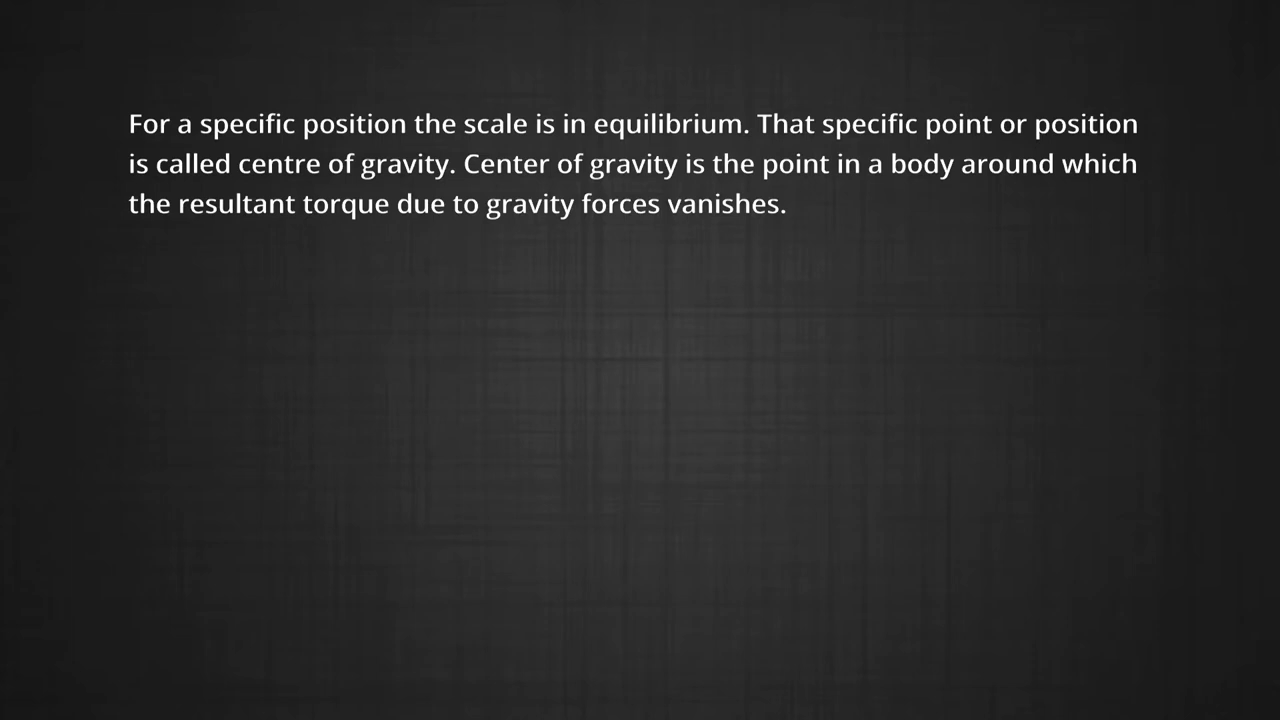 For a specific position the scale is in equilibrium. That specific point or position
is called centre of gravity. Center of gravity is the point in a body around which
the resultant torque due to gravity forces vanishes.